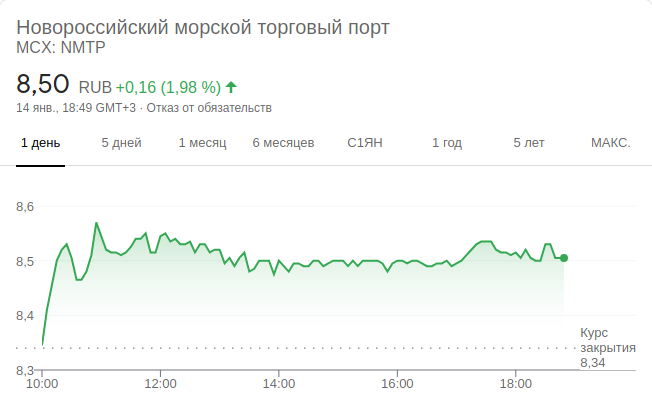 Новороссийский морской торговый порт
MCX: NMTP
8,50 RUB +0,16 (1,98 %)
14 янв., 18:49 GMT+3 · Отказ от обязательств
1 день 5 дней 1 месяц 6 месяцев С1ЯН 1 год 5 лет МАКС.
8,6
8,5
8,4
Курс
закрытия
8,34
8,3
10:00 12:00 14:00 16:00 18:00